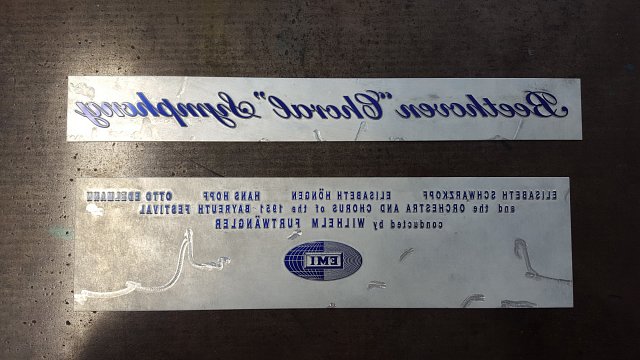 Beethoven "Choral" Symphony
ELISABETH SCHWARZKOPF ELISABETH HÖNGEN HANS HOPF OTTO EDELMANN
and the ORCHESTRA AND CHORUS of the 1951 BAYREUTH FESTIVAL
conducted by WILHELM FURTWÄNGLER
EMI